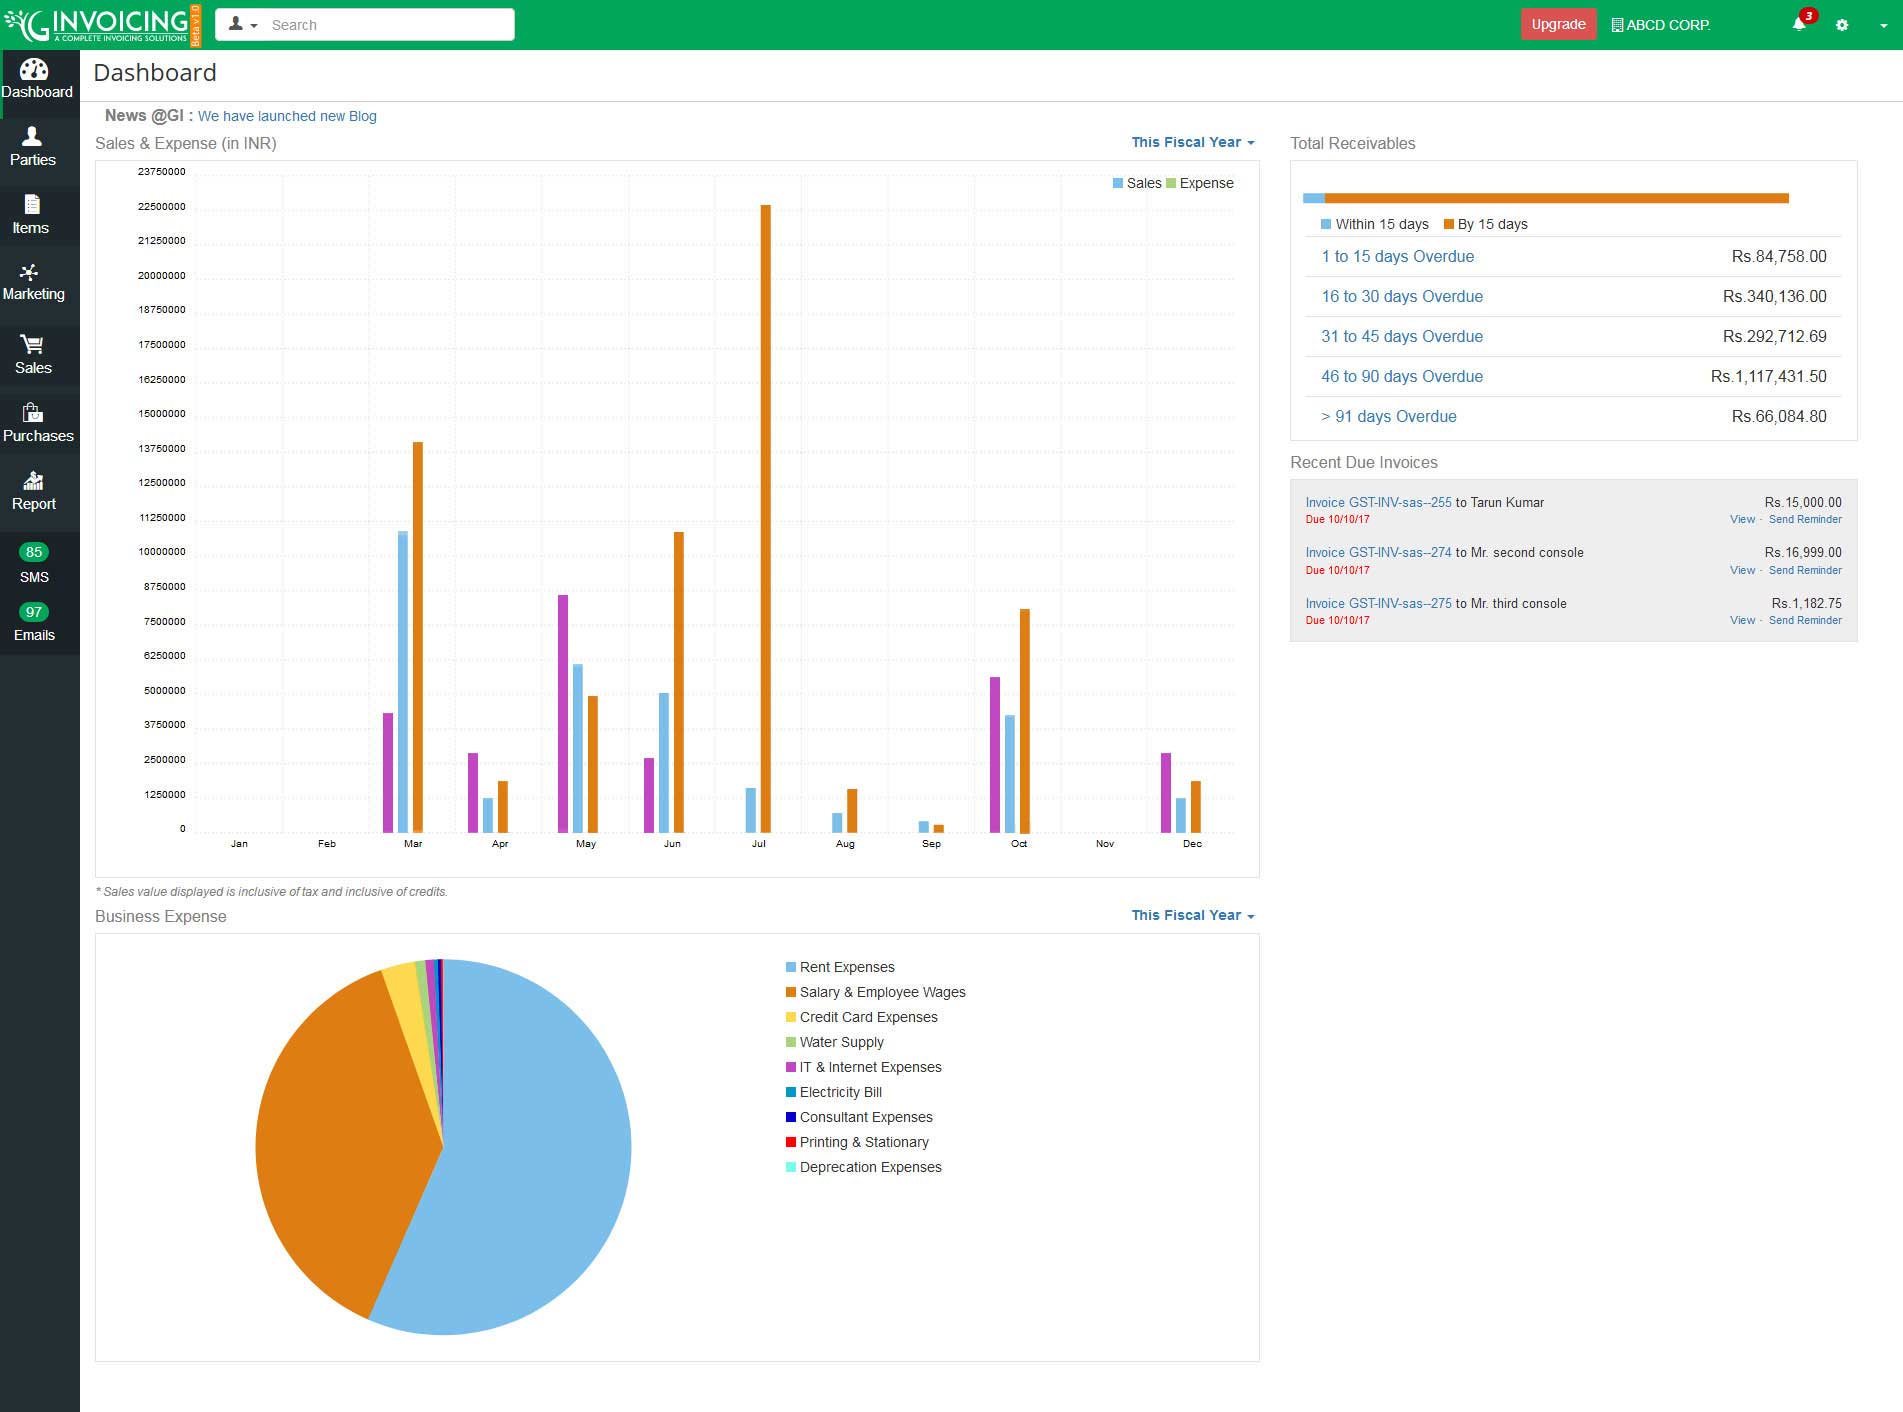 GINVOICING
A COMPLETE INVOICING SOLUTIONS
Beta v1.0
Search
Upgrade
ABCD CORP.
3
Dashboard
Parties
Items
Marketing
Sales
Purchases
Report
85
SMS
97
Emails
Dashboard
News @GI : We have launched new Blog
Sales & Expense (in INR)
This Fiscal Year
Sales Expense
23750000
22500000
21250000
20000000
18750000
17500000
16250000
15000000
13750000
12500000
11250000
10000000
8750000
7500000
6250000
5000000
3750000
2500000
1250000
0
Jan Feb Mar Apr May Jun Jul Aug Sep Oct Nov Dec
* Sales value displayed is inclusive of tax and inclusive of credits.
Business Expense
This Fiscal Year
Rent Expenses
Salary & Employee Wages
Credit Card Expenses
Water Supply
IT & Internet Expenses
Electricity Bill
Consultant Expenses
Printing & Stationary
Deprecation Expenses
Total Receivables
Within 15 days By 15 days
1 to 15 days Overdue Rs.84,758.00
16 to 30 days Overdue Rs.340,136.00
31 to 45 days Overdue Rs.292,712.69
46 to 90 days Overdue Rs.1,117,431.50
> 91 days Overdue Rs.66,084.80
Recent Due Invoices
Invoice GST-INV-sas--255 to Tarun Kumar Rs.15,000.00
Due 10/10/17 View · Send Reminder
Invoice GST-INV-sas--274 to Mr. second console Rs.16,999.00
Due 10/10/17 View · Send Reminder
Invoice GST-INV-sas--275 to Mr. third console Rs.1,182.75
Due 10/10/17 View · Send Reminder